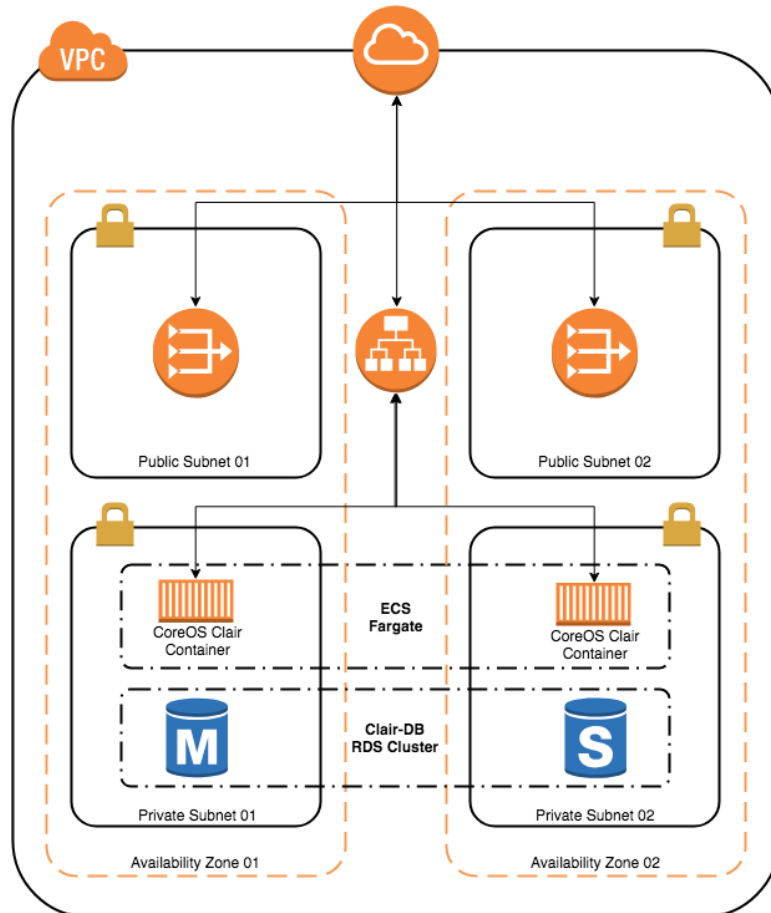 VPC
Public Subnet 01
Public Subnet 02
CoreOS Clair
Container
ECS
Fargate
CoreOS Clair
Container
M
Clair-DB
RDS Cluster
S
Private Subnet 01
Private Subnet 02
Availability Zone 01
Availability Zone 02